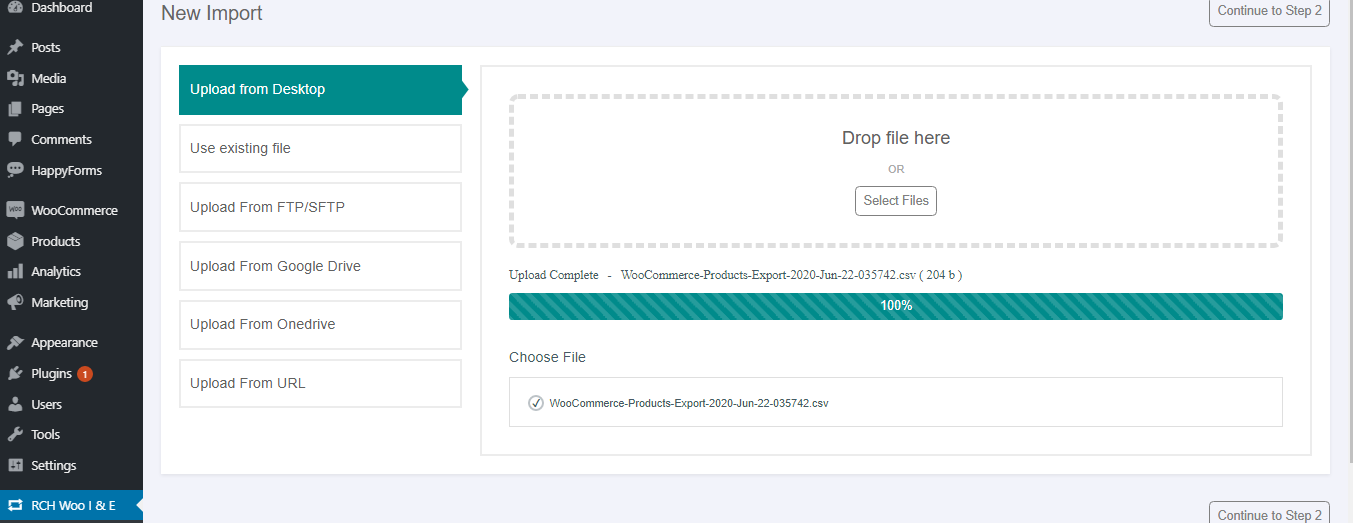 Dashboard
Posts
Media
Pages
Comments
HappyForms
Woo WooCommerce
Products
Analytics
Marketing
Appearance
Plugins 1
Users
Tools
Settings
RCH Woo I & E
New Import
Continue to Step 2
Upload from Desktop
Use existing file
Upload From FTP/SFTP
Upload From Google Drive
Upload From Onedrive
Upload From URL
Drop file here
OR
Select Files
Upload Complete - WooCommerce-Products-Export-2020-Jun-22-035742.csv ( 204 b )
100%
Choose File
WooCommerce-Products-Export-2020-Jun-22-035742.csv
Continue to Step 2